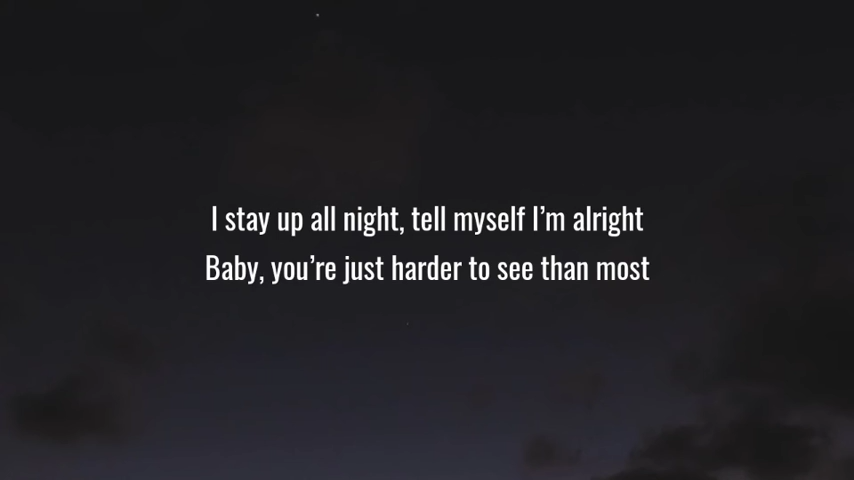 I stay up all night, tell myself I’m alright
Baby, you’re just harder to see than most